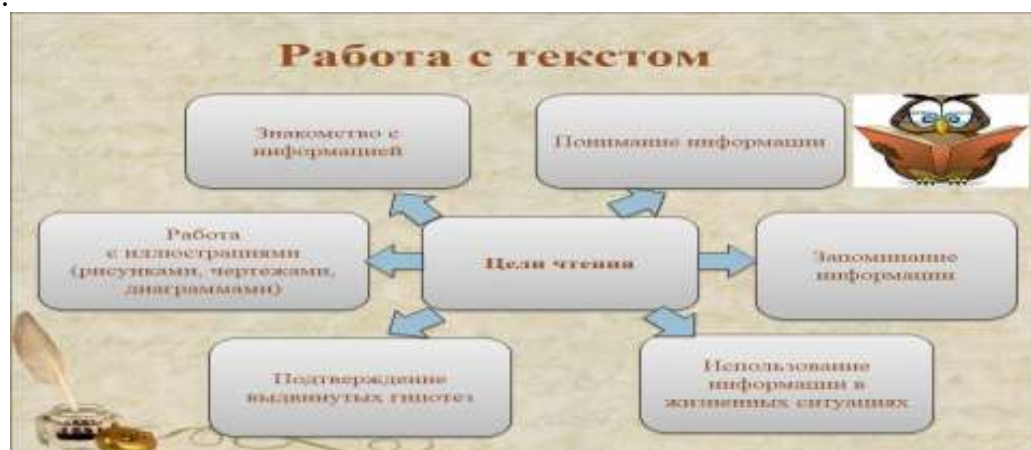 .
Работа с текстом
Знакомство с
информацией
Понимание информации
Работа
с иллюстрациями
(рисунками, чертежами,
диаграммами)
Цели чтения
Запоминание
информации
Подтверждение
выдвинутых гипотез
Использование
информации в
жизненных ситуациях